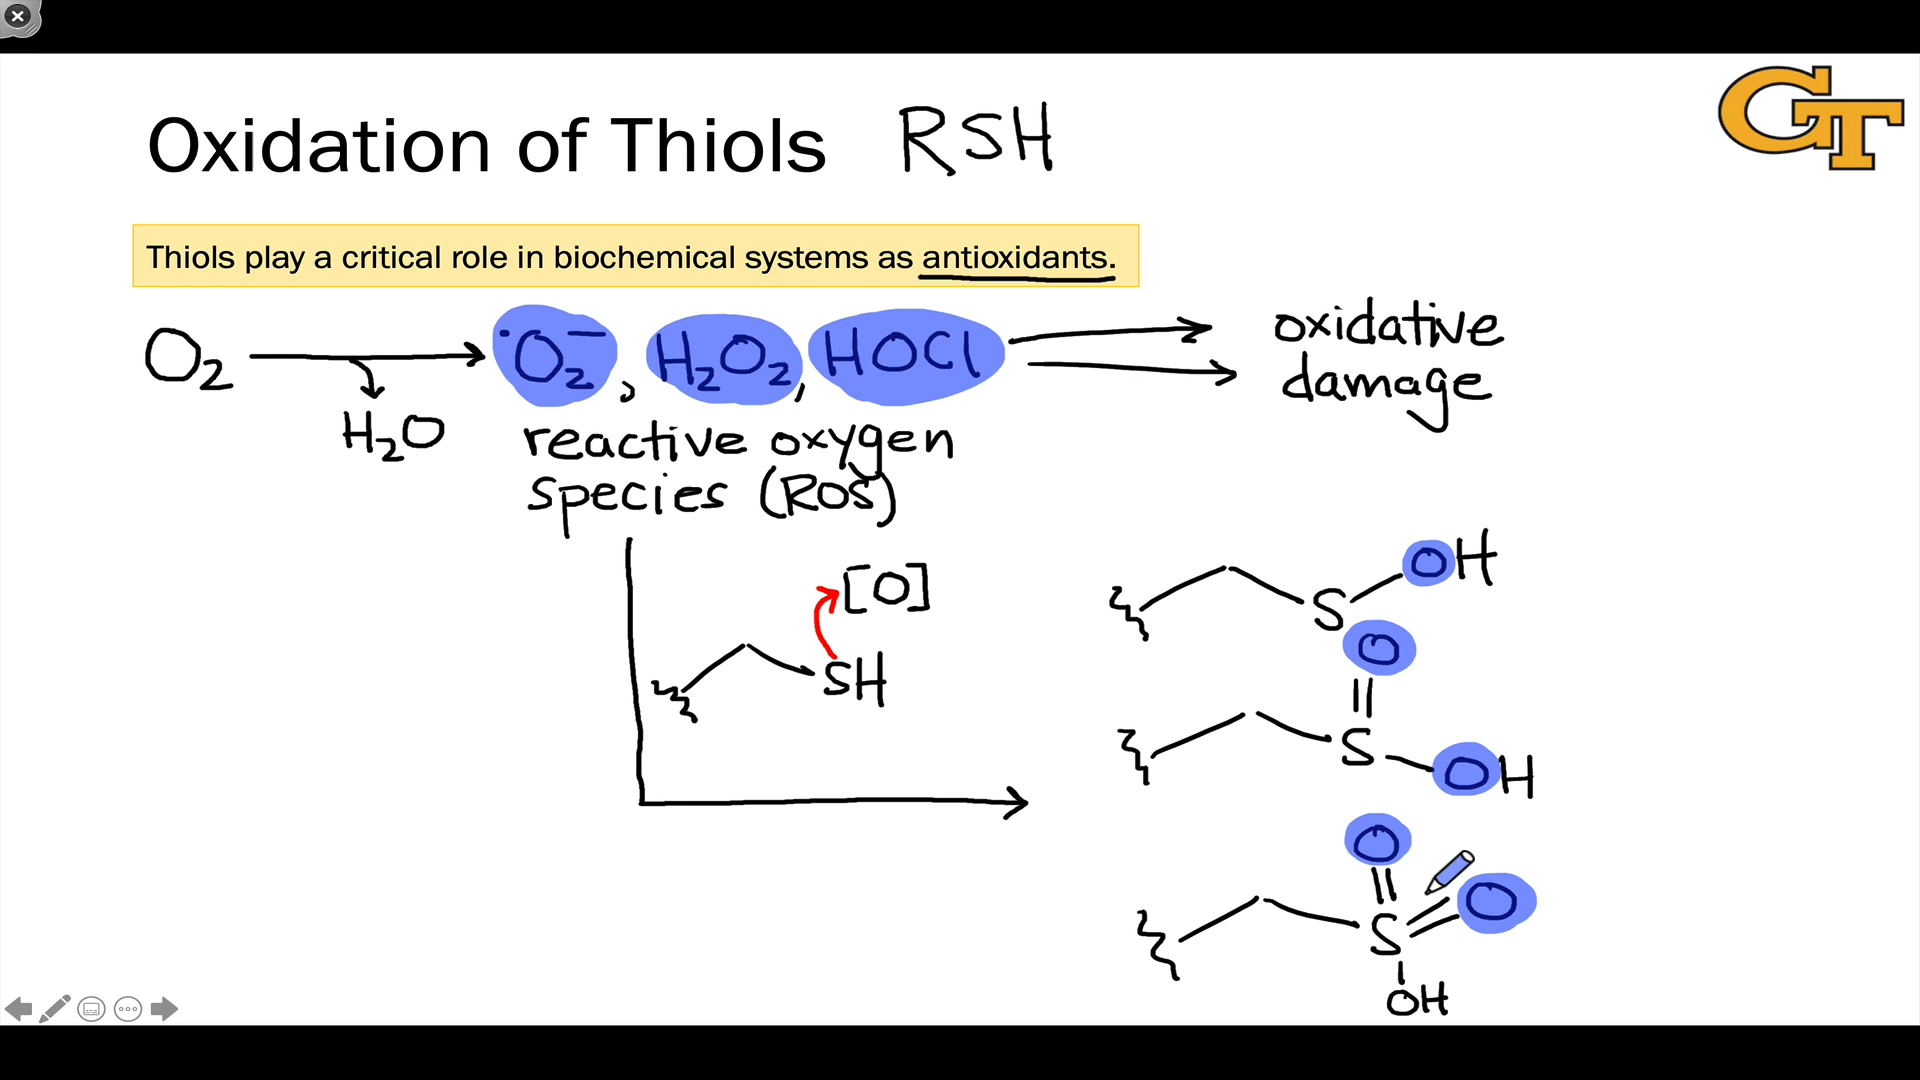 Oxidation of Thiols RSH
GT
Thiols play a critical role in biochemical systems as antioxidants.
O₂ → •O₂⁻, H₂O₂, HOCl → → oxidative
damage
H₂O
reactive oxygen
species (ROS)
[O]
SH
S OH
O
S OH
O
S O
OH